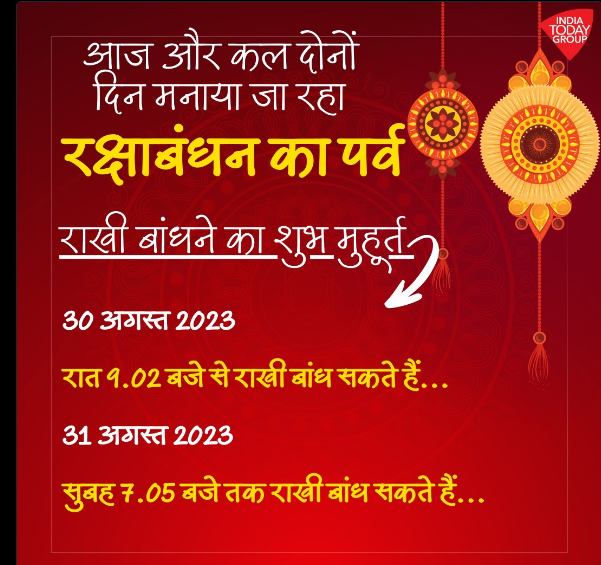 INDIA
TODAY
GROUP
आज और कल दोनों
दिन मनाया जा रहा
रक्षाबंधन का पर्व
राखी बांधने का शुभ मुहूर्त
30 अगस्त 2023
रात 9.02 बजे से राखी बांध सकते हैं...
31 अगस्त 2023
सुबह 7.05 बजे तक राखी बांध सकते हैं...